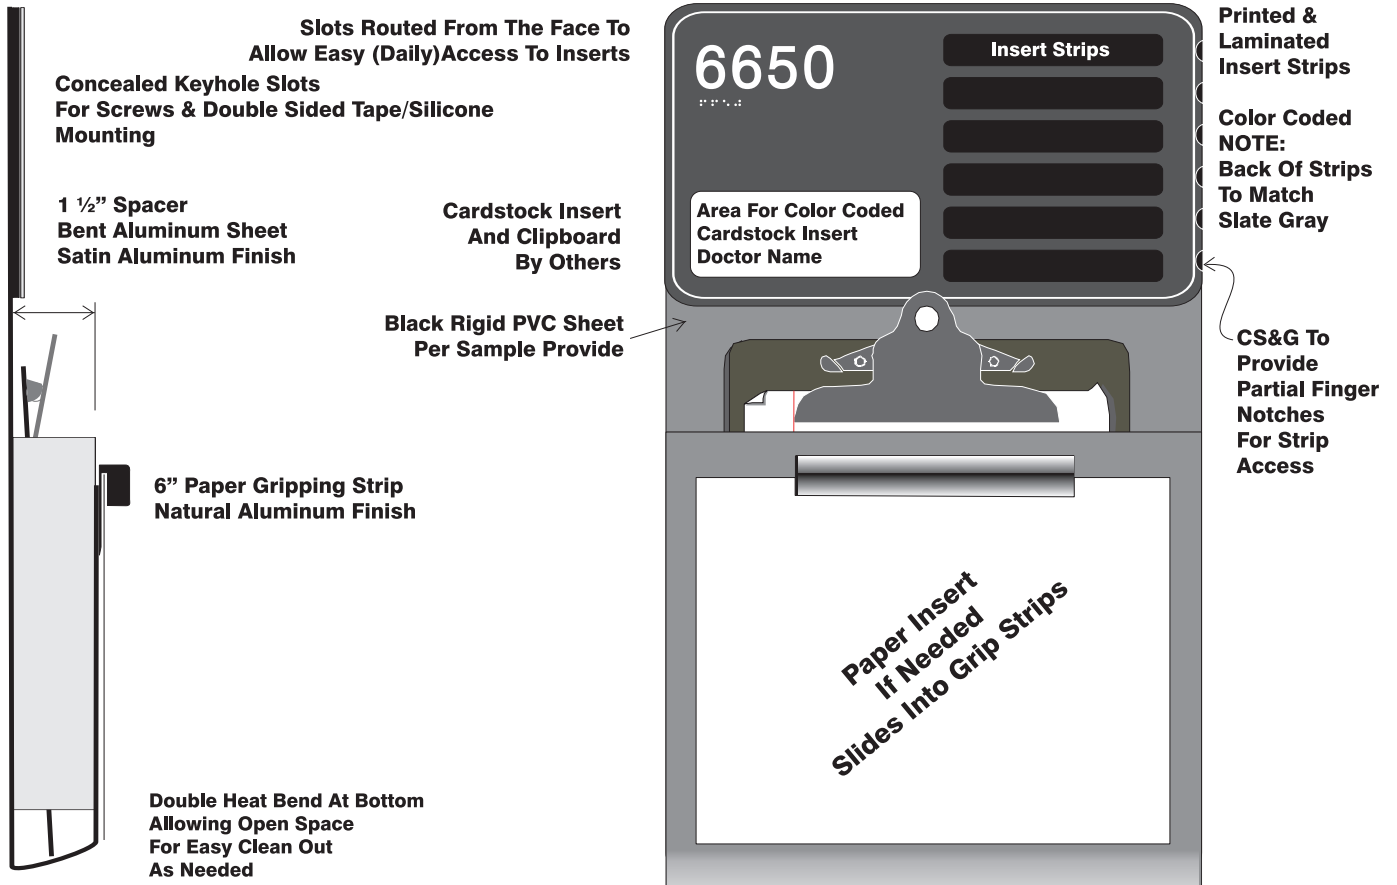 Slots Routed From The Face To
Allow Easy (Daily)Access To Inserts
Concealed Keyhole Slots
For Screws & Double Sided Tape/Silicone
Mounting
1 ½” Spacer
Bent Aluminum Sheet
Satin Aluminum Finish
Cardstock Insert
And Clipboard
By Others
Black Rigid PVC Sheet
Per Sample Provide
6” Paper Gripping Strip
Natural Aluminum Finish
Double Heat Bend At Bottom
Allowing Open Space
For Easy Clean Out
As Needed
6650
⠋⠋⠑⠚
Insert Strips
Area For Color Coded
Cardstock Insert
Doctor Name
Paper Insert
If Needed
Slides Into Grip Strips
Printed &
Laminated
Insert Strips
Color Coded
NOTE:
Back Of Strips
To Match
Slate Gray
CS&G To
Provide
Partial Finger
Notches
For Strip
Access